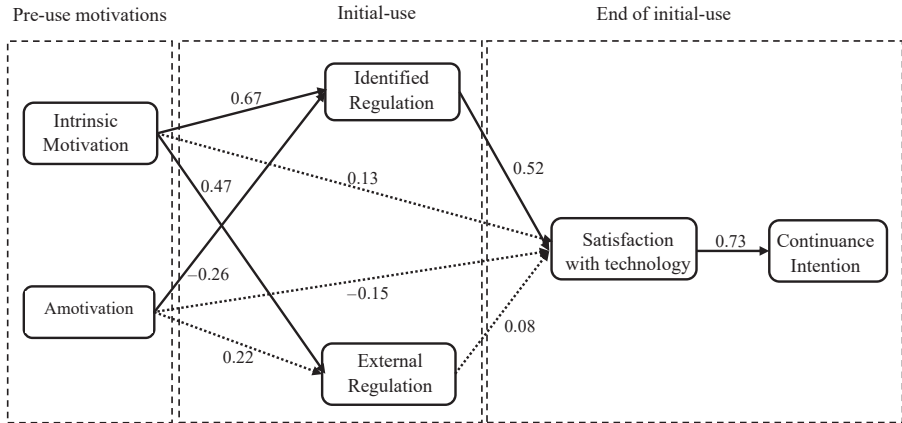 Pre-use motivations
Initial-use
End of initial-use
Identified
Regulation
0.67
Intrinsic
Motivation
0.52
0.13
0.47
Satisfaction
with technology
0.73
Continuance
Intention
−0.26
−0.15
Amotivation
0.08
0.22
External
Regulation